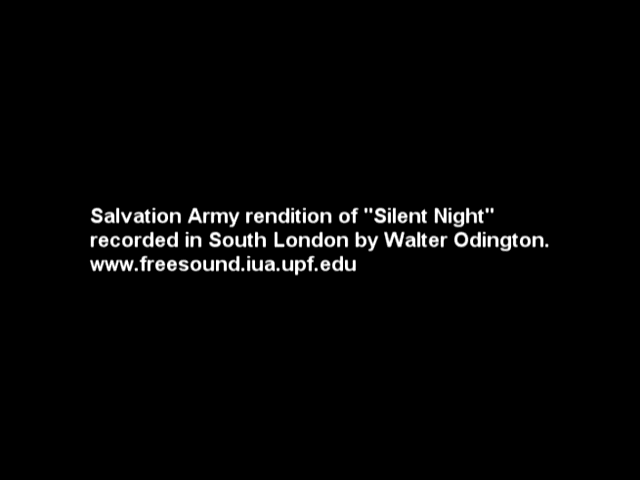 Salvation Army rendition of "Silent Night"
recorded in South London by Walter Odington.
www.freesound.iua.upf.edu